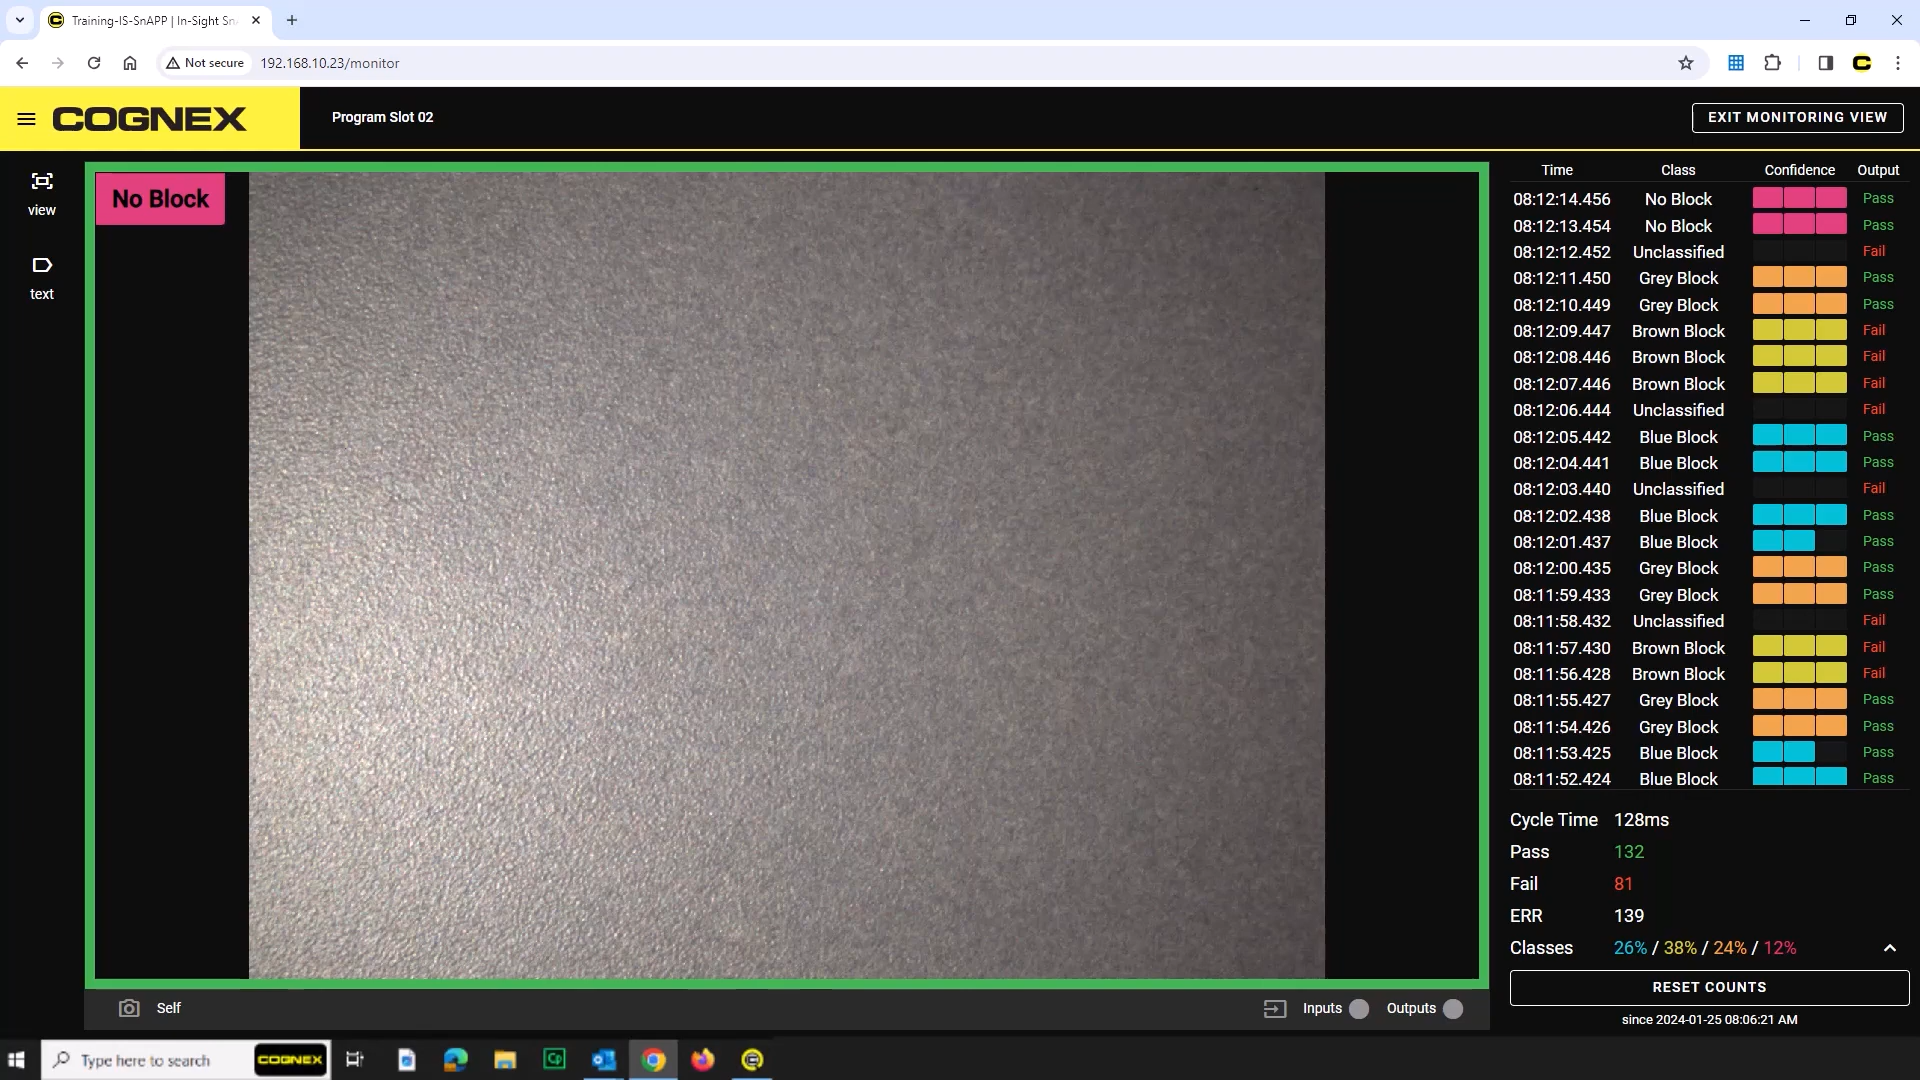 Training-IS-SnAPP | In-Sight Sn
Not secure
192.168.10.23/monitor
COGNEX
Program Slot 02
EXIT MONITORING VIEW
view
text
No Block
Time Class Confidence Output
08:12:14.456 No Block Pass
08:12:13.454 No Block Pass
08:12:12.452 Unclassified Fail
08:12:11.450 Grey Block Pass
08:12:10.449 Grey Block Pass
08:12:09.447 Brown Block Fail
08:12:08.446 Brown Block Fail
08:12:07.446 Brown Block Fail
08:12:06.444 Unclassified Fail
08:12:05.442 Blue Block Pass
08:12:04.441 Blue Block Pass
08:12:03.440 Unclassified Fail
08:12:02.438 Blue Block Pass
08:12:01.437 Blue Block Pass
08:12:00.435 Grey Block Pass
08:11:59.433 Grey Block Pass
08:11:58.432 Unclassified Fail
08:11:57.430 Brown Block Fail
08:11:56.428 Brown Block Fail
08:11:55.427 Grey Block Pass
08:11:54.426 Grey Block Pass
08:11:53.425 Blue Block Pass
08:11:52.424 Blue Block Pass
Cycle Time 128ms
Pass 132
Fail 81
ERR 139
Classes 26% / 38% / 24% / 12%
RESET COUNTS
since 2024-01-25 08:06:21 AM
Self
Inputs
Outputs
Type here to search
COGNEX
Cp